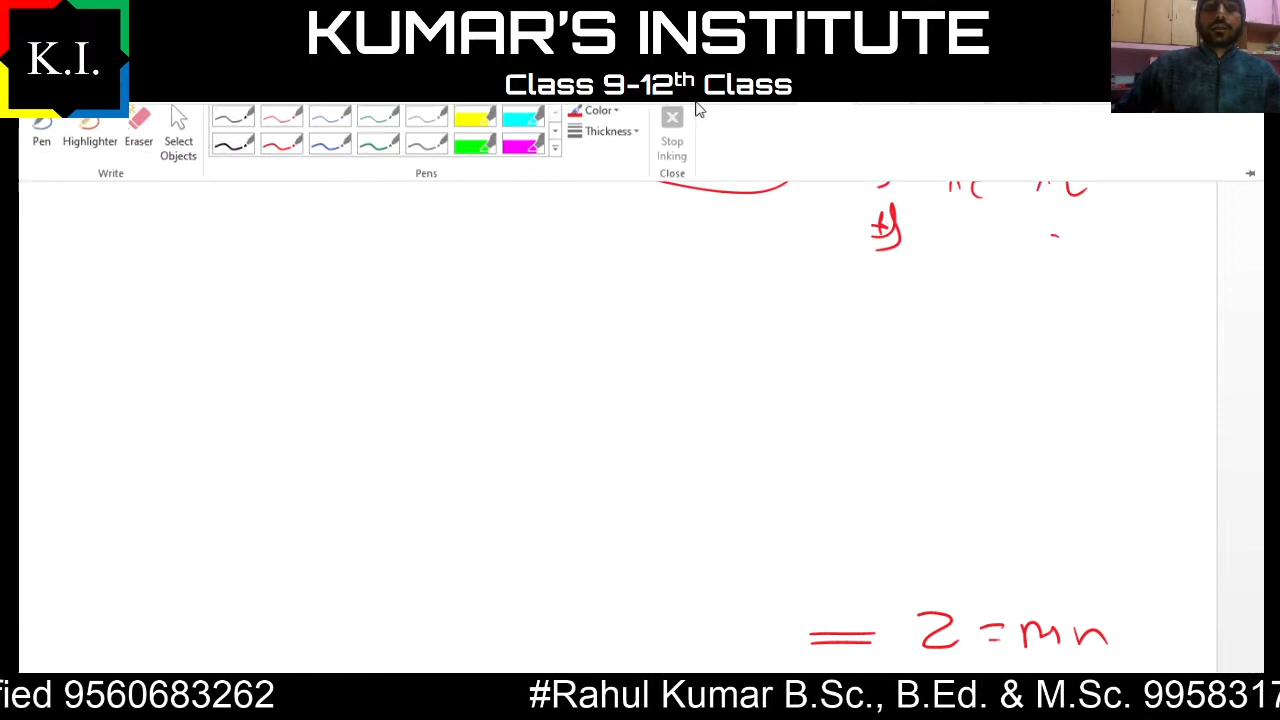 KUMAR'S INSTITUTE
Class 9-12th Class
K.I.
Pen
Highlighter
Eraser
Select
Objects
Write
Pens
Color
Thickness
Stop
Inking
Close
= Z = mn
fied 9560683262
#Rahul Kumar B.Sc., B.Ed. & M.Sc. 9958317